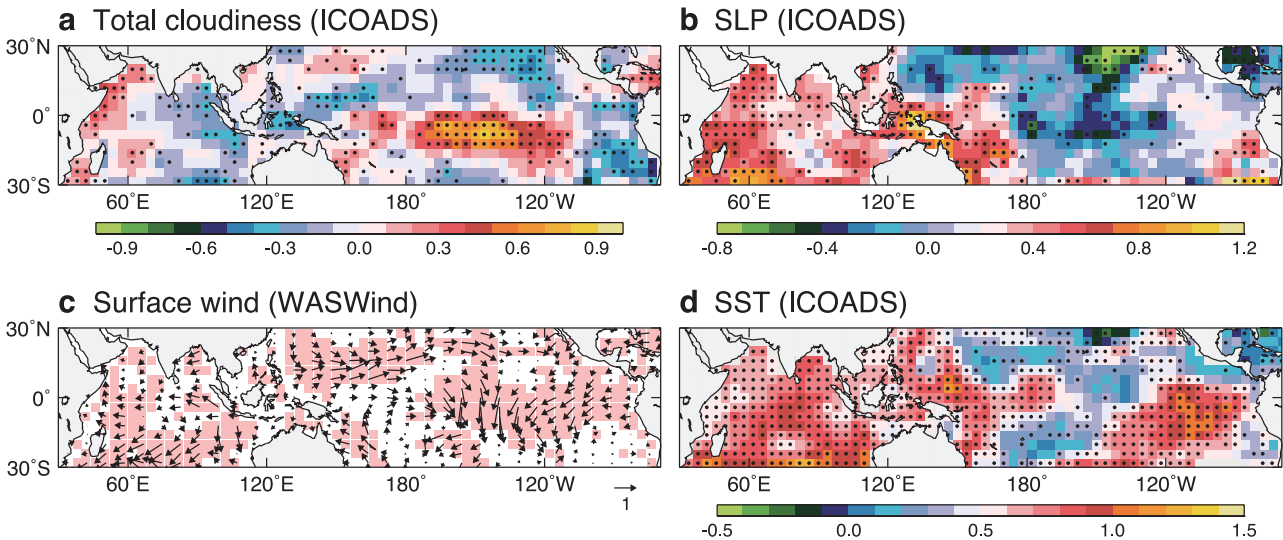 a Total cloudiness (ICOADS)
b SLP (ICOADS)
30°N
0°
30°S
60°E 120°E 180° 120°W
60°E 120°E 180° 120°W
-0.9 -0.6 -0.3 0.0 0.3 0.6 0.9
-0.8 -0.4 0.0 0.4 0.8 1.2
c Surface wind (WASWind)
d SST (ICOADS)
30°N
0°
30°S
60°E 120°E 180° 120°W
1
60°E 120°E 180° 120°W
-0.5 0.0 0.5 1.0 1.5